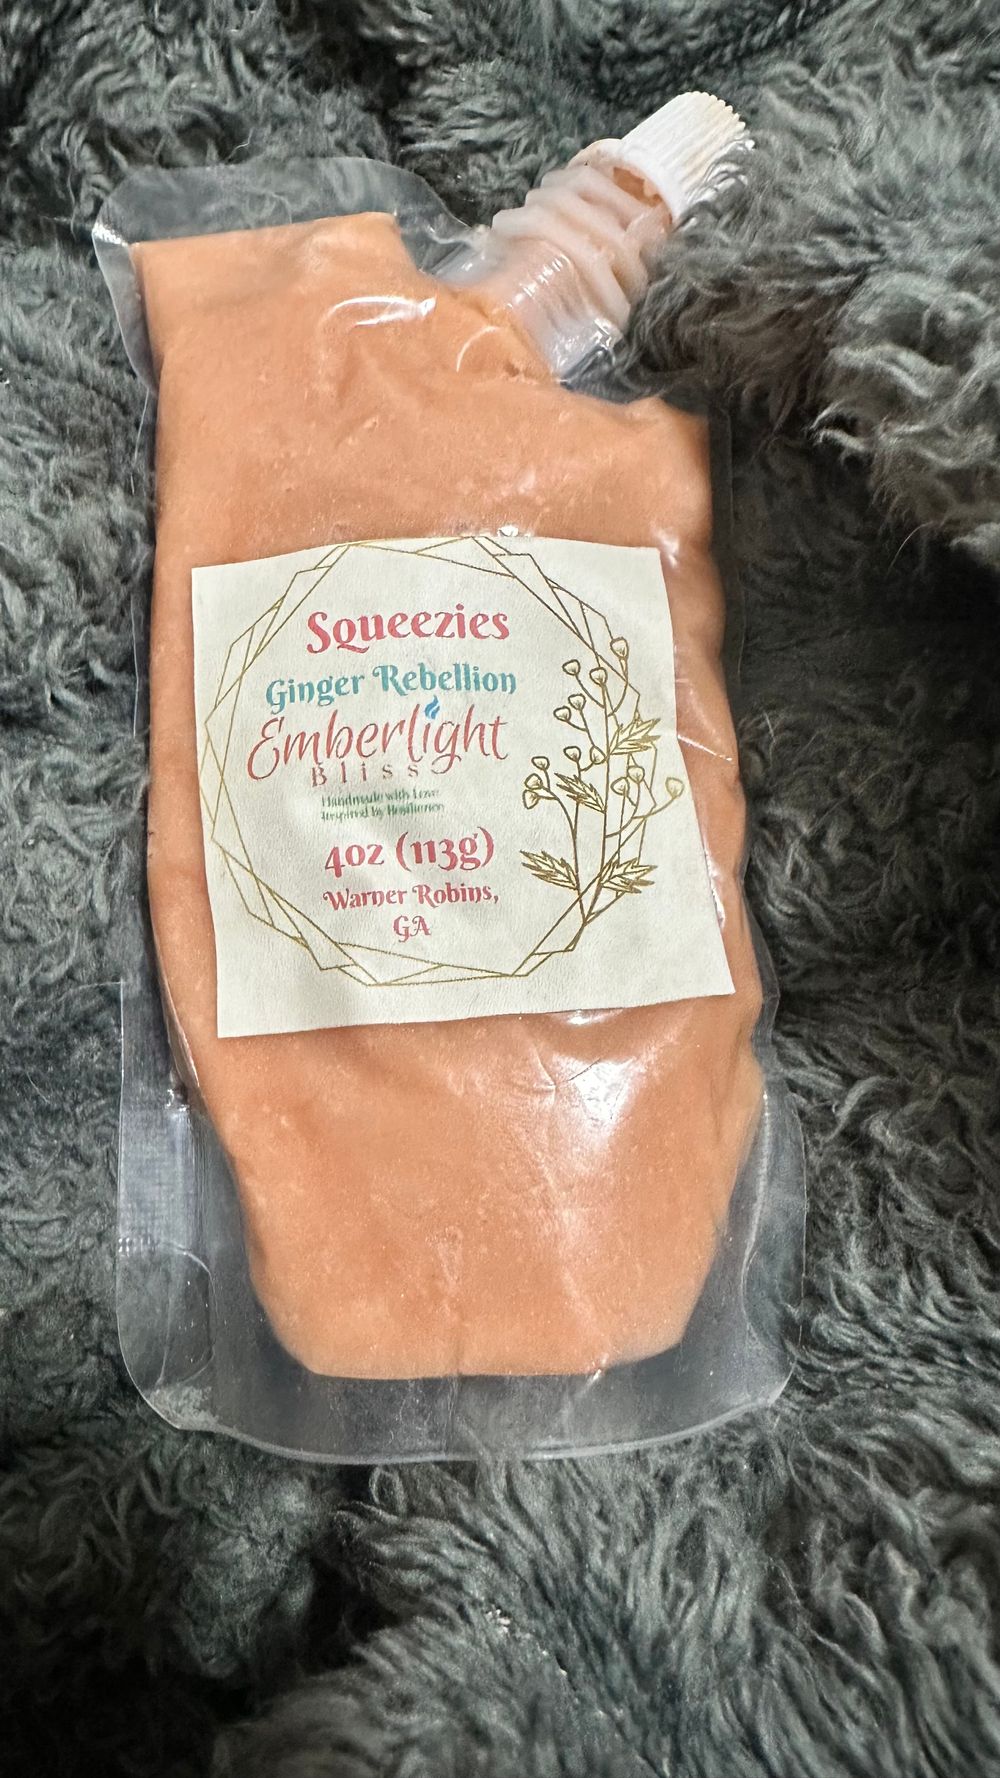 Squeezies
Ginger Rebellion
Emberlight
Bliss
Handmade with Love
Inspired by Resilience
4oz (113g)
Warner Robins,
GA